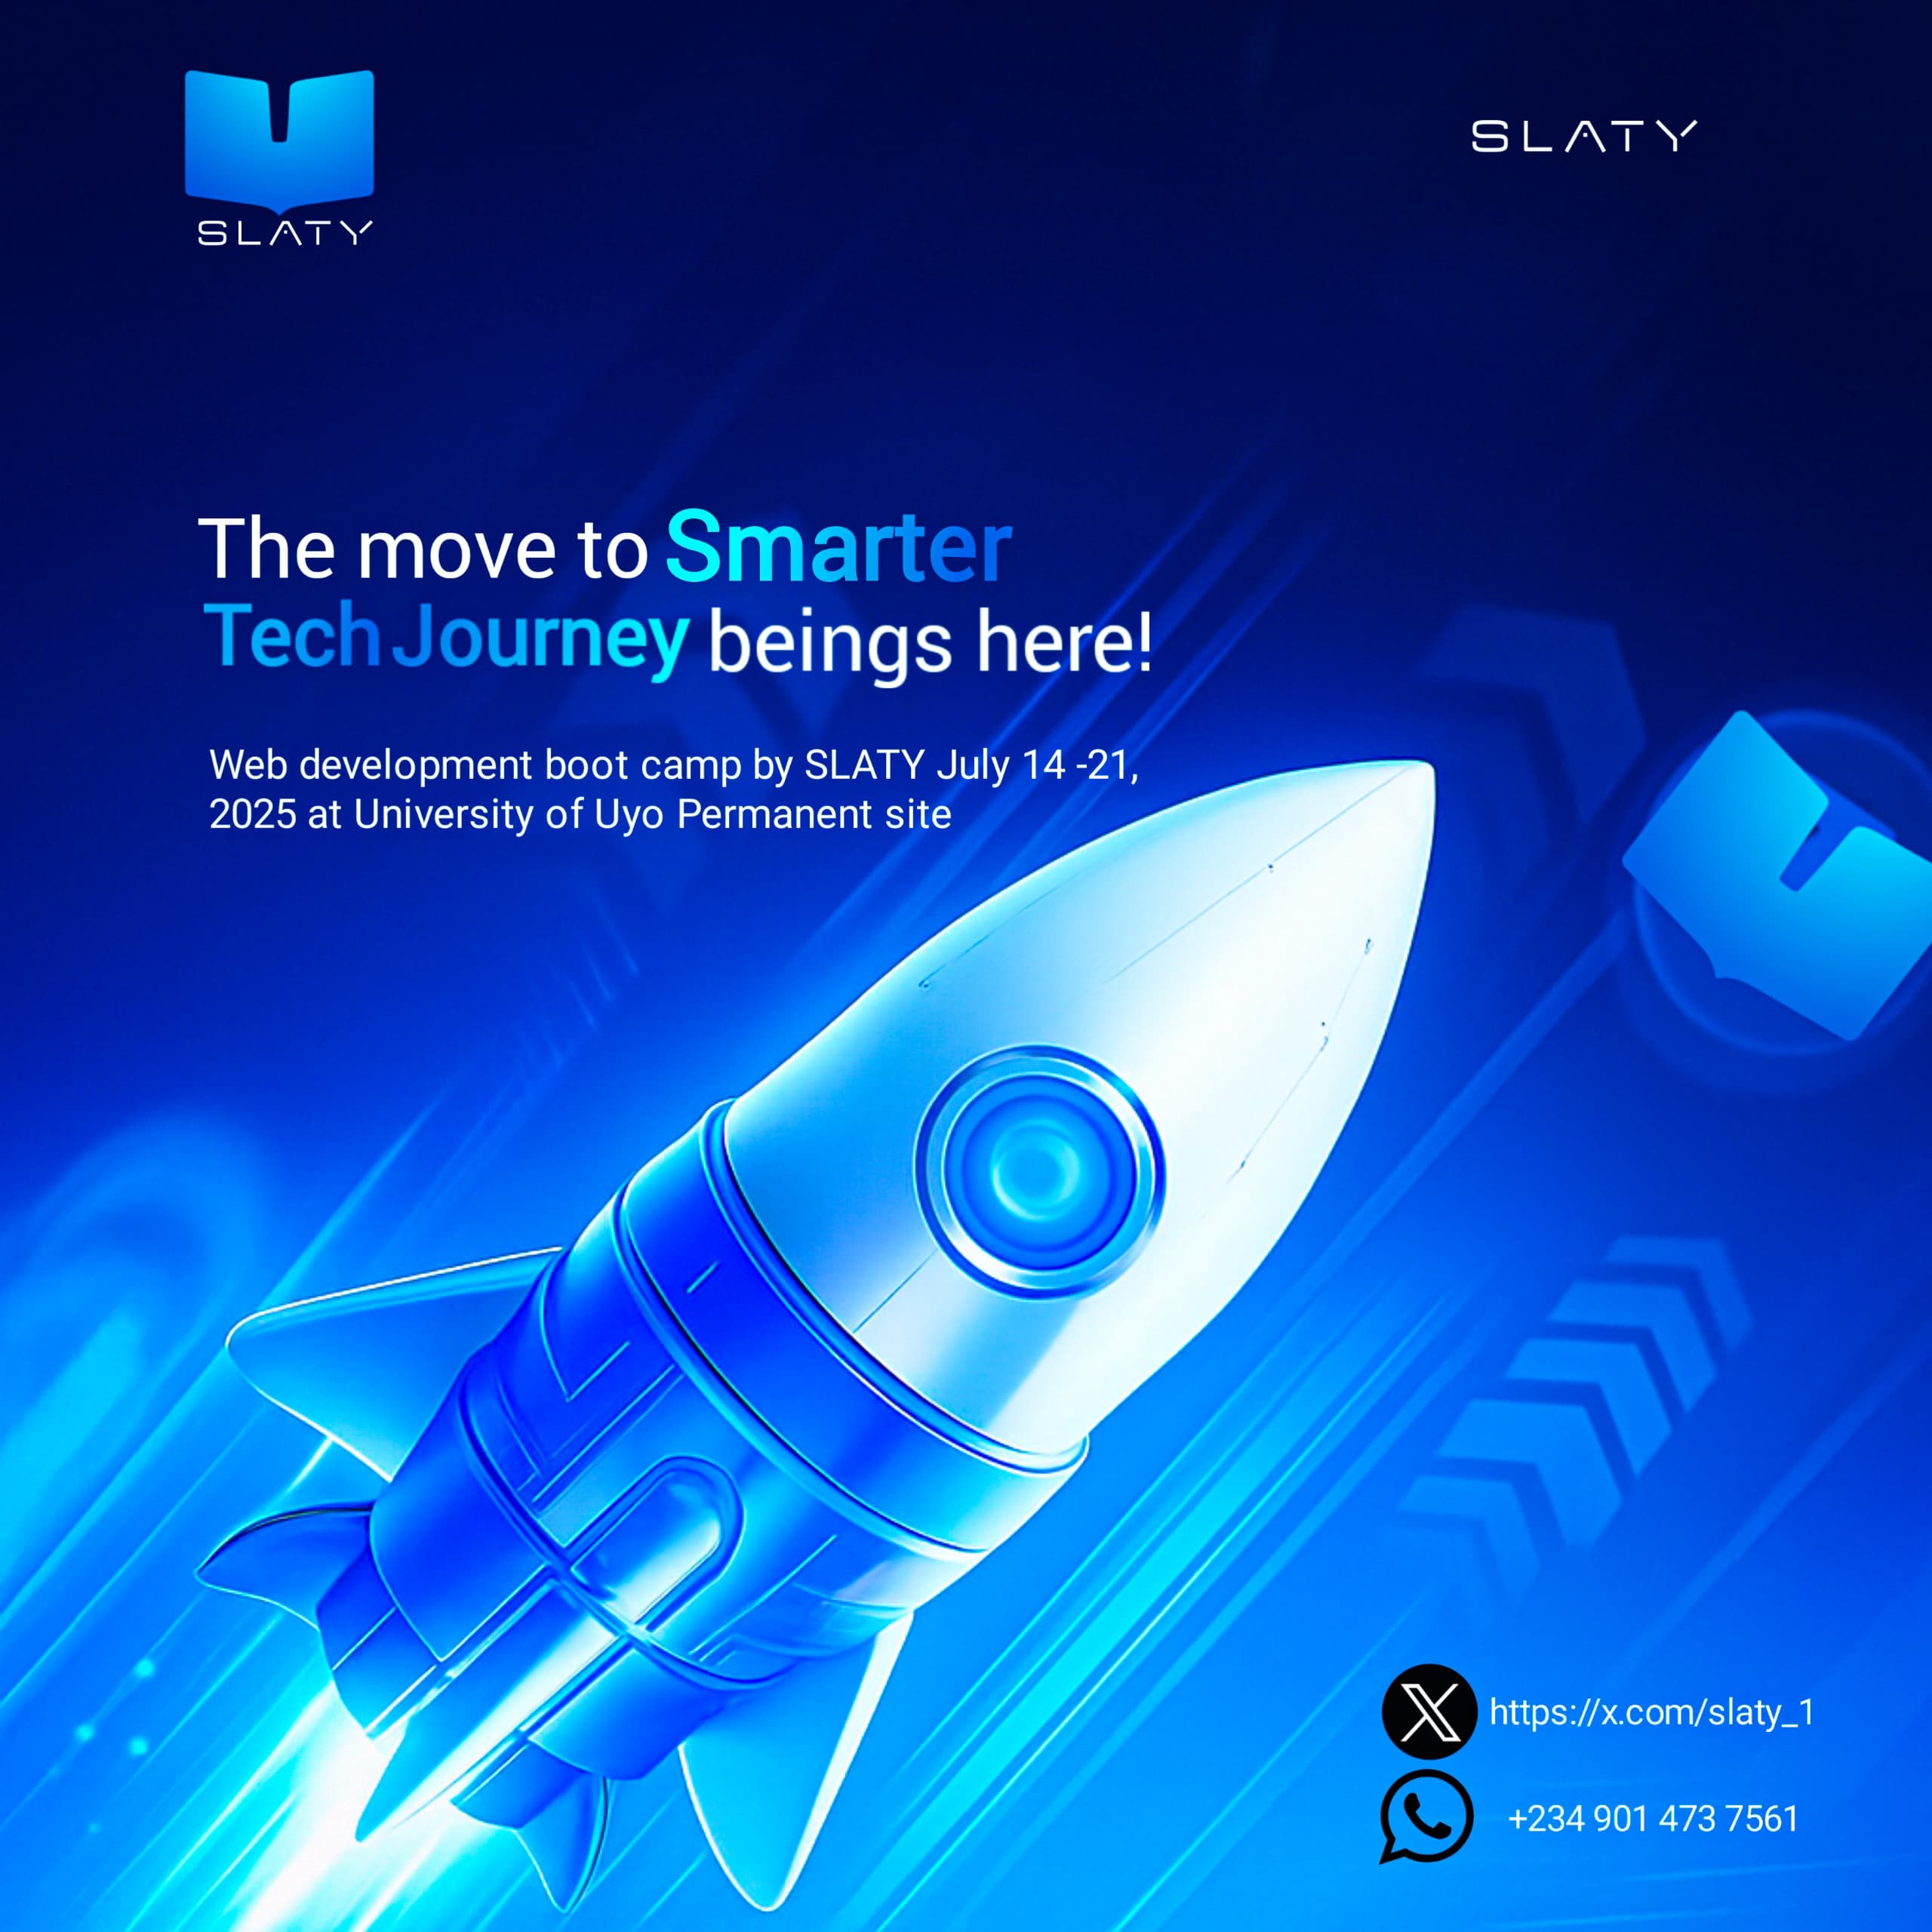 SLATY
SLATY
The move to Smarter
Tech Journey beings here!
Web development boot camp by SLATY July 14 -21,
2025 at University of Uyo Permanent site
https://x.com/slaty_1
+234 901 473 7561